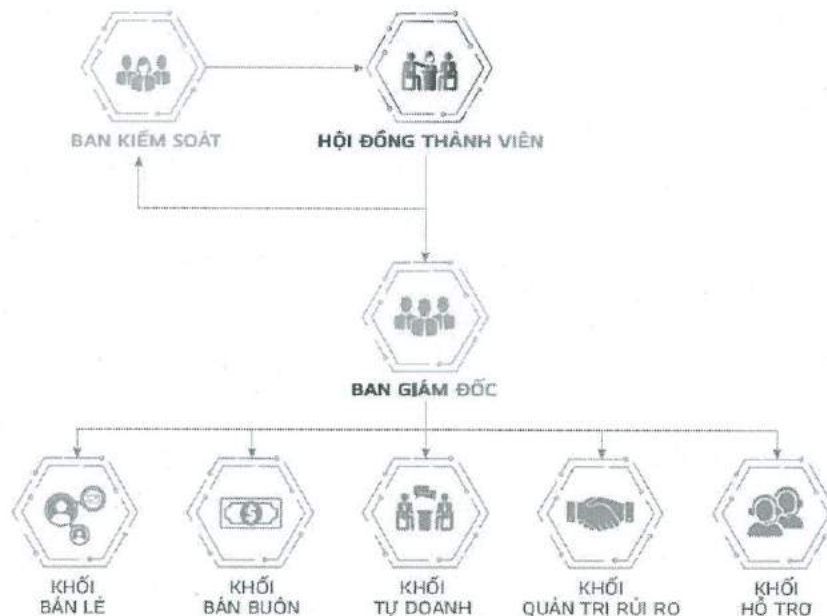 BAN KIỂM SOÁT
HỘI ĐỒNG THÀNH VIÊN
BAN GIÁM ĐỐC
KHỐI
BÁN LẺ
KHỐI
BÁN BUÔN
KHỐI
TỰ DOANH
KHỐI
QUẢN TRỊ RỦI RO
KHỐI
HỖ TRỢ